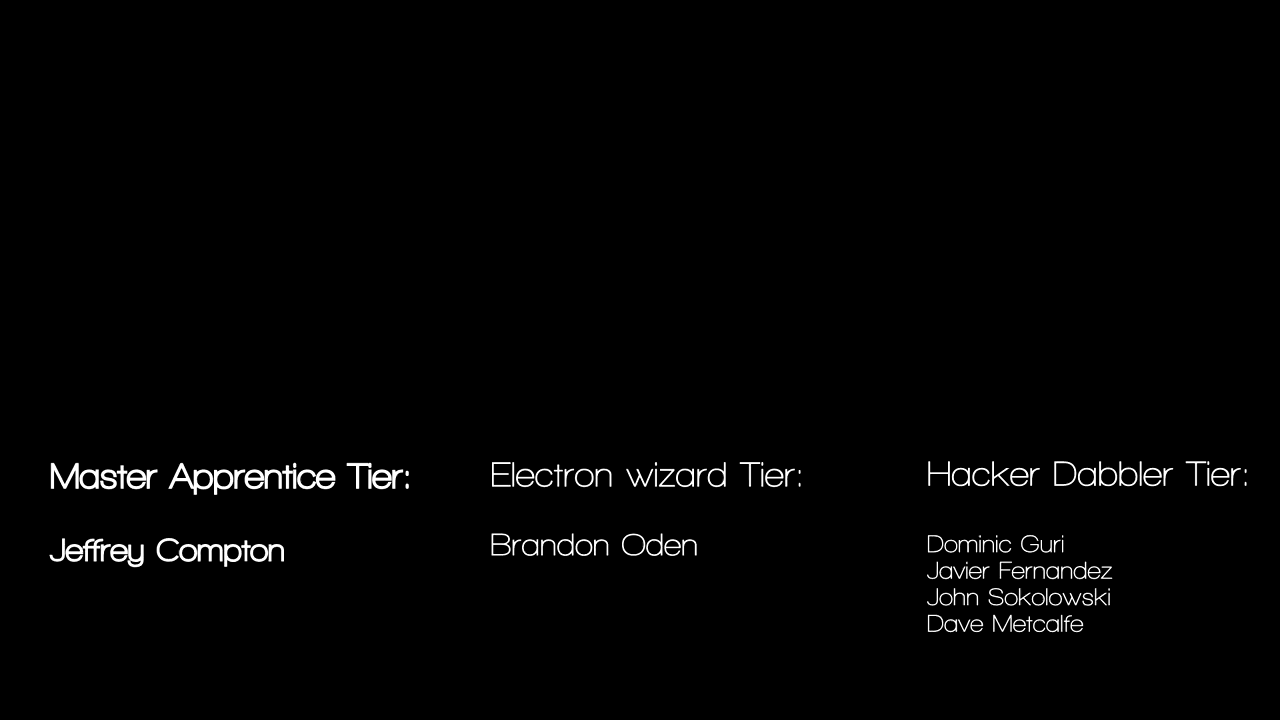 Master Apprentice Tier:
Jeffrey Compton
Electron wizard Tier:
Brandon Oden
Hacker Dabbler Tier:
Dominic Guri
Javier Fernandez
John Sokolowski
Dave Metcalfe